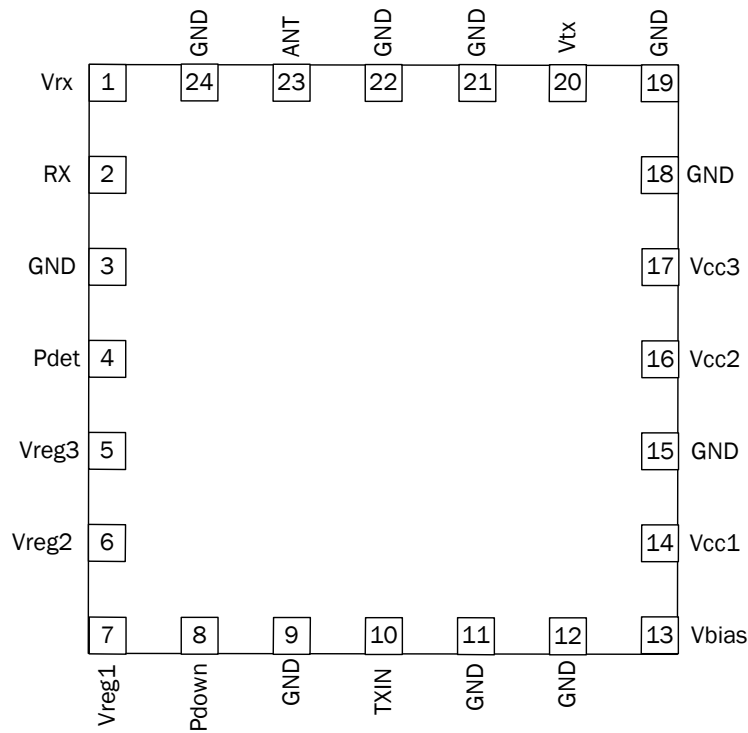 GND ANT GND GND Vtx GND
Vrx 1 24 23 22 21 20 19
RX 2 18 GND
GND 3 17 Vcc3
Pdet 4 16 Vcc2
Vreg3 5 15 GND
Vreg2 6 14 Vcc1
7 8 9 10 11 12 13 Vbias
Vreg1 Pdown GND TXIN GND GND